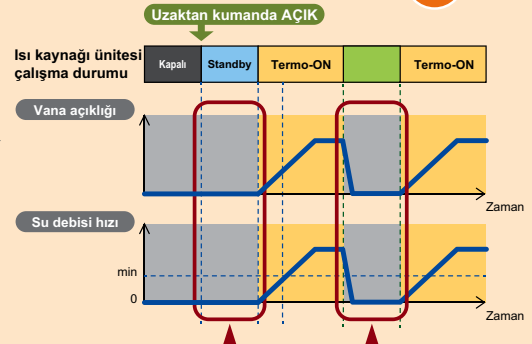 Uzaktan kumanda AÇIK
Isı kaynağı ünitesi
çalışma durumu
Kapalı
Standby
Termo-ON
Termo-ON
Vana açıklığı
Zaman
Su debisi hızı
min
0
Zaman